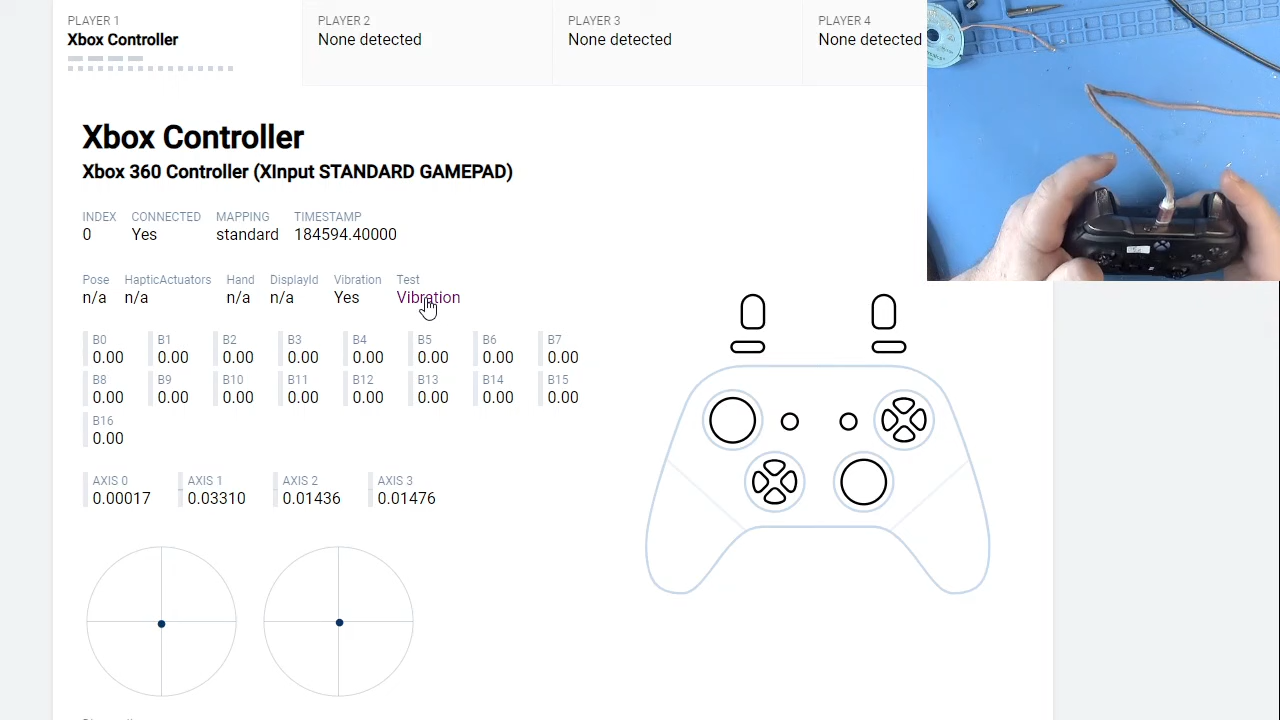 PLAYER 1
Xbox Controller
PLAYER 2
None detected
PLAYER 3
None detected
PLAYER 4
None detected
Xbox Controller
Xbox 360 Controller (XInput STANDARD GAMEPAD)
INDEX CONNECTED MAPPING TIMESTAMP
0 Yes standard 184594.40000
Pose HapticActuators Hand DisplayId Vibration Test
n/a n/a n/a n/a Yes Vibration
B0 B1 B2 B3 B4 B5 B6 B7
0.00 0.00 0.00 0.00 0.00 0.00 0.00 0.00
B8 B9 B10 B11 B12 B13 B14 B15
0.00 0.00 0.00 0.00 0.00 0.00 0.00 0.00
B16
0.00
AXIS 0 AXIS 1 AXIS 2 AXIS 3
0.00017 0.03310 0.01436 0.01476